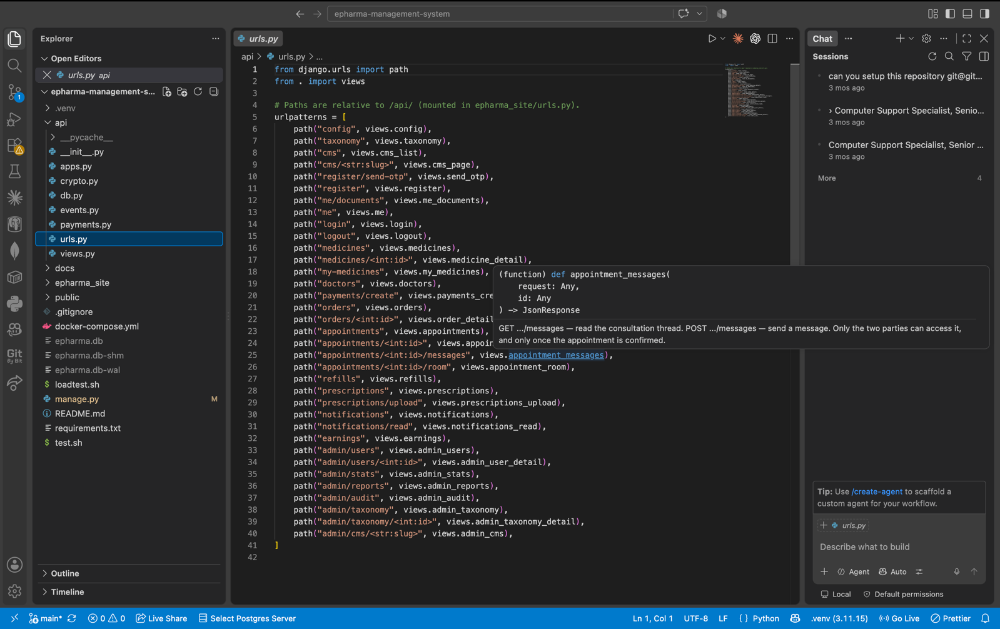 epharma-management-system
Explorer
Open Editors
urls.py api
epharma-management-s...
.venv
api
__pycache__
__init__.py
apps.py
crypto.py
db.py
events.py
payments.py
urls.py
views.py
docs
epharma_site
public
.gitignore
docker-compose.yml
epharma.db
epharma.db-shm
epharma.db-wal
loadtest.sh
manage.py M
README.md
requirements.txt
test.sh
Outline
Timeline
1
Git
By Bit
urls.py
api > urls.py > ...
1 from django.urls import path
2 from . import views
3
4 # Paths are relative to /api/ (mounted in epharma_site/urls.py).
5 urlpatterns = [
6 path("config", views.config),
7 path("taxonomy", views.taxonomy),
8 path("cms", views.cms_list),
9 path("cms/<str:slug>", views.cms_page),
10 path("register/send-otp", views.send_otp),
11 path("register", views.register),
12 path("me/documents", views.me_documents),
13 path("me", views.me),
14 path("login", views.login),
15 path("logout", views.logout),
16 path("medicines", views.medicines),
17 path("medicines/<int:id>", views.medicine_detail),
18 path("my-medicines", views.my_medicines),
19 path("doctors", views.doctors),
20 path("payments/create", views.payments_cre
21 path("orders", views.orders),
22 path("orders/<int:id>", views.order_detail
23 path("appointments", views.appointments),
24 path("appointments/<int:id>", views.appoin
25 path("appointments/<int:id>/messages", views.appointment_messages),
26 path("appointments/<int:id>/room", views.appointment_room),
27 path("refills", views.refills),
28 path("prescriptions", views.prescriptions),
29 path("prescriptions/upload", views.prescriptions_upload),
30 path("notifications", views.notifications),
31 path("notifications/read", views.notifications_read),
32 path("earnings", views.earnings),
33 path("admin/users", views.admin_users),
34 path("admin/users/<int:id>", views.admin_user_detail),
35 path("admin/stats", views.admin_stats),
36 path("admin/reports", views.admin_reports),
37 path("admin/audit", views.admin_audit),
38 path("admin/taxonomy", views.admin_taxonomy),
39 path("admin/taxonomy/<int:id>", views.admin_taxonomy_detail),
40 path("admin/cms/<str:slug>", views.admin_cms),
41 ]
42
(function) def appointment_messages(
request: Any,
id: Any
) -> JsonResponse
GET .../messages — read the consultation thread. POST .../messages — send a message. Only the two parties can access it,
and only once the appointment is confirmed.
Chat
Sessions
can you setup this repository git@git...
3 mos ago
› Computer Support Specialist, Senio...
3 mos ago
Computer Support Specialist, Senior ...
3 mos ago
More 4
Tip: Use /create-agent to scaffold a
custom agent for your workflow.
urls.py
Describe what to build
Agent Auto
Local Default permissions
main* 0 0 Live Share Select Postgres Server Ln 1, Col 1 UTF-8 LF { } Python .venv (3.11.15) Go Live Prettier